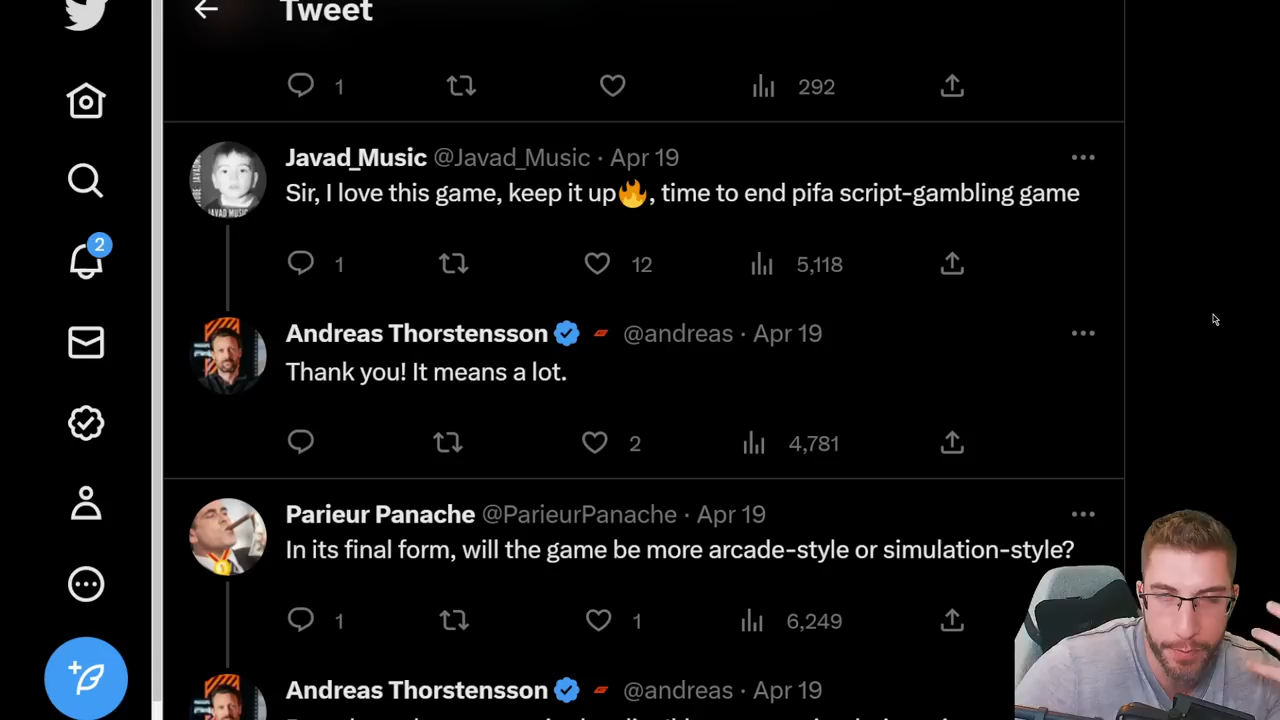 Tweet
1
292
Javad_Music @Javad_Music · Apr 19
Sir, I love this game, keep it up🔥, time to end pifa script-gambling game
1
12
5,118
2
Andreas Thorstensson @andreas · Apr 19
Thank you! It means a lot.
2
4,781
Parieur Panache @ParieurPanache · Apr 19
In its final form, will the game be more arcade-style or simulation-style?
1
1
6,249
Andreas Thorstensson @andreas · Apr 19